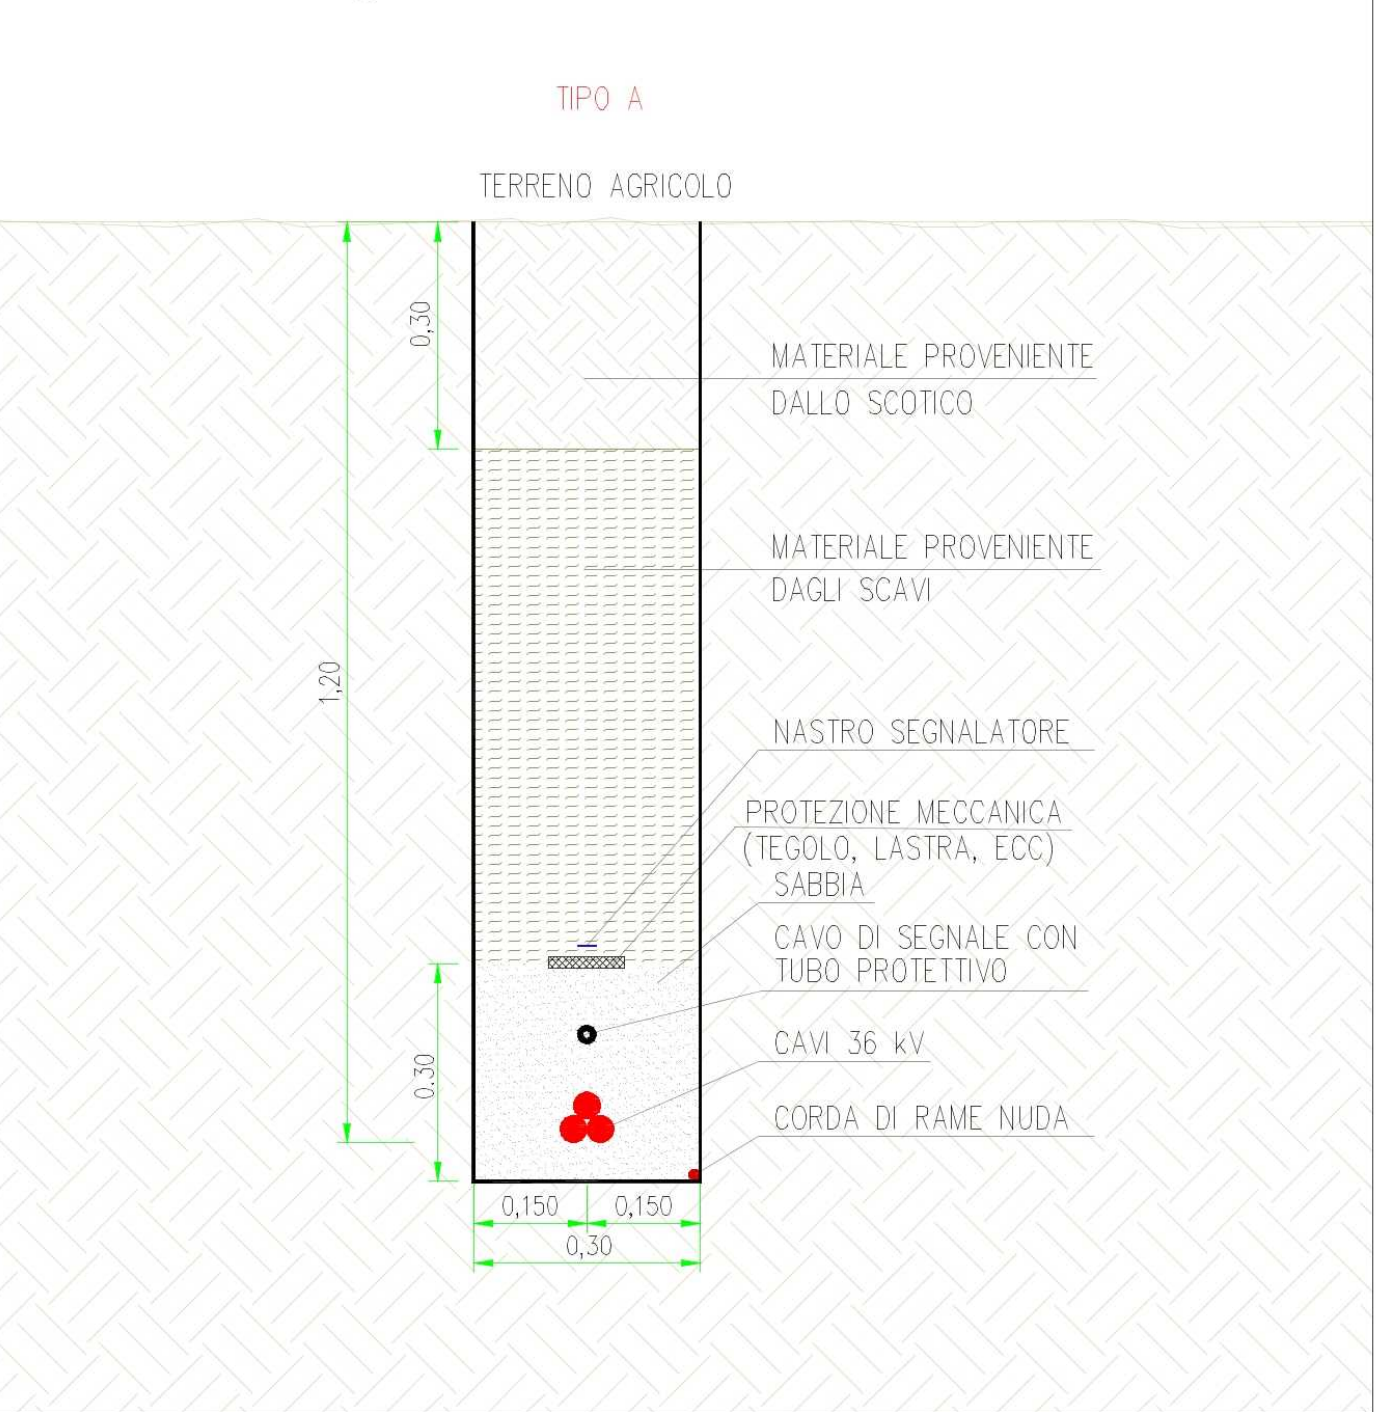 TIPO A
TERRENO AGRICOLO
0,30
MATERIALE PROVENIENTE
DALLO SCOTICO
MATERIALE PROVENIENTE
DAGLI SCAVI
1,20
NASTRO SEGNALATORE
PROTEZIONE MECCANICA
(TEGOLO, LASTRA, ECC)
SABBIA
CAVO DI SEGNALE CON
TUBO PROTETTIVO
CAVI 36 kV
0.30
CORDA DI RAME NUDA
0,150
0,150
0,30